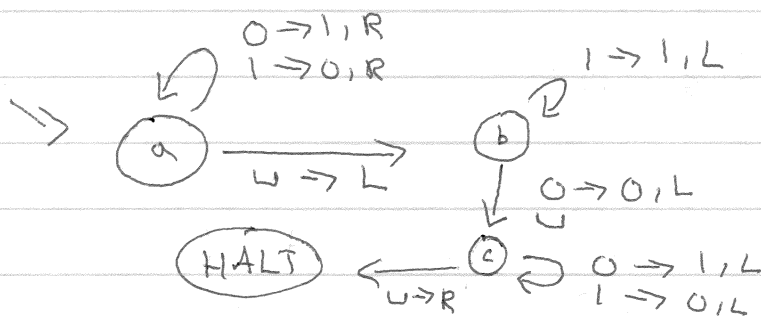 0 → 1, R
1 → 0, R
1 → 1, L
a
b
⊔ → L
0 → 0, L
⊔
HALT
c
0 → 1, L
⊔ → R
1 → 0, L